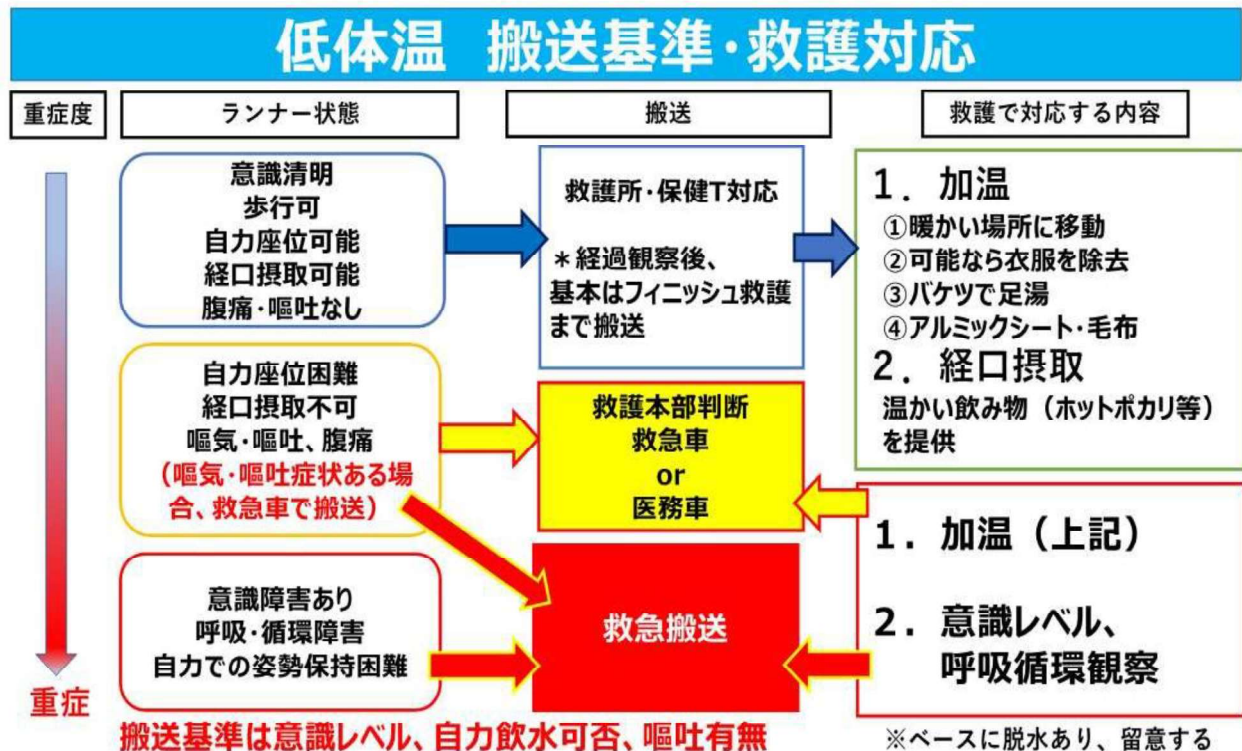 低体温 搬送基準・救護対応
重症度
ランナー状態
搬送
救護で対応する内容
意識清明
歩行可
自力座位可能
経口摂取可能
腹痛・嘔吐なし
救護所・保健T対応
＊経過観察後、
基本はフィニッシュ救護
まで搬送
1. 加温
①暖かい場所に移動
②可能なら衣服を除去
③バケツで足湯
④アルミックシート・毛布
2. 経口摂取
温かい飲み物（ホットポカリ等）
を提供
自力座位困難
経口摂取不可
嘔気・嘔吐、腹痛
（嘔気・嘔吐症状ある場
合、救急車で搬送）
救護本部判断
救急車
or
医務車
意識障害あり
呼吸・循環障害
自力での姿勢保持困難
救急搬送
1. 加温（上記）
2. 意識レベル、
呼吸循環観察
重症
搬送基準は意識レベル、自力飲水可否、嘔吐有無
※ベースに脱水あり、留意する